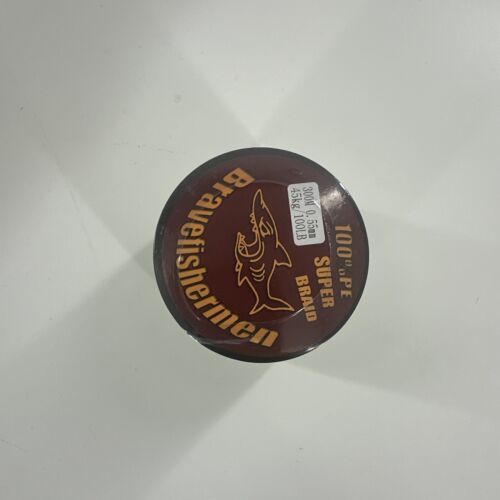 Bravefishermen
300M 0.55mm
45kg/100LB
100%PE
SUPER
BRAID